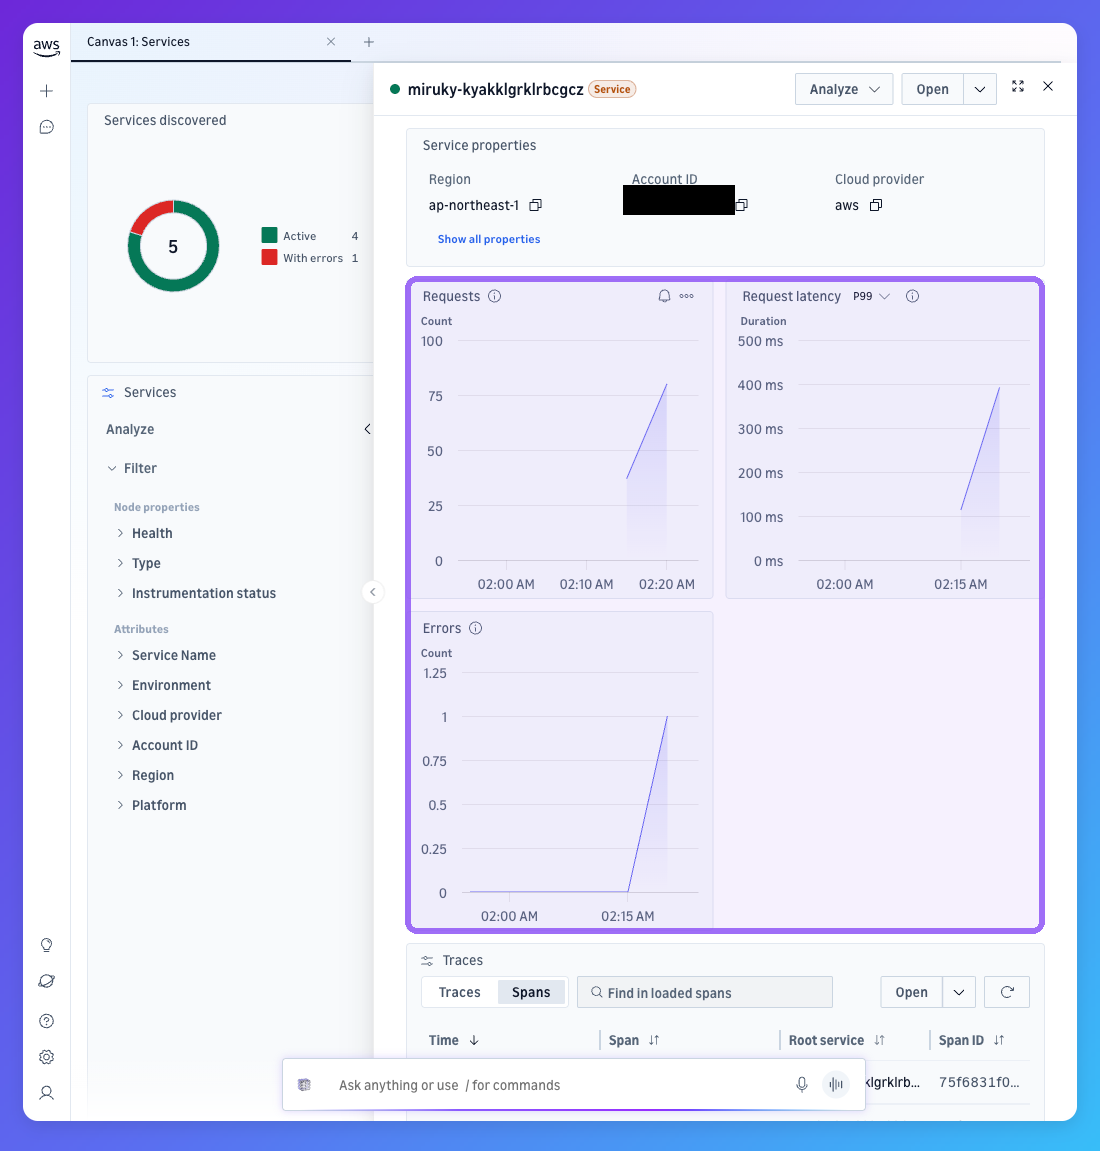 aws
Canvas 1: Services
miruky-kyakklgrklrbcgcz Service
Analyze
Open
Services discovered
5
Active 4
With errors 1
Services
Analyze
Filter
Node properties
Health
Type
Instrumentation status
Attributes
Service Name
Environment
Cloud provider
Account ID
Region
Platform
Service properties
Region
Account ID
Cloud provider
ap-northeast-1
aws
Show all properties
Requests
Count
100
75
50
25
0
02:00 AM 02:10 AM 02:20 AM
Request latency P99
Duration
500 ms
400 ms
300 ms
200 ms
100 ms
0 ms
02:00 AM 02:15 AM
Errors
Count
1.25
1
0.75
0.5
0.25
0
02:00 AM 02:15 AM
Traces
Traces Spans Find in loaded spans Open
Time Span Root service Span ID
klgrklrb... 75f6831f0...
Ask anything or use / for commands